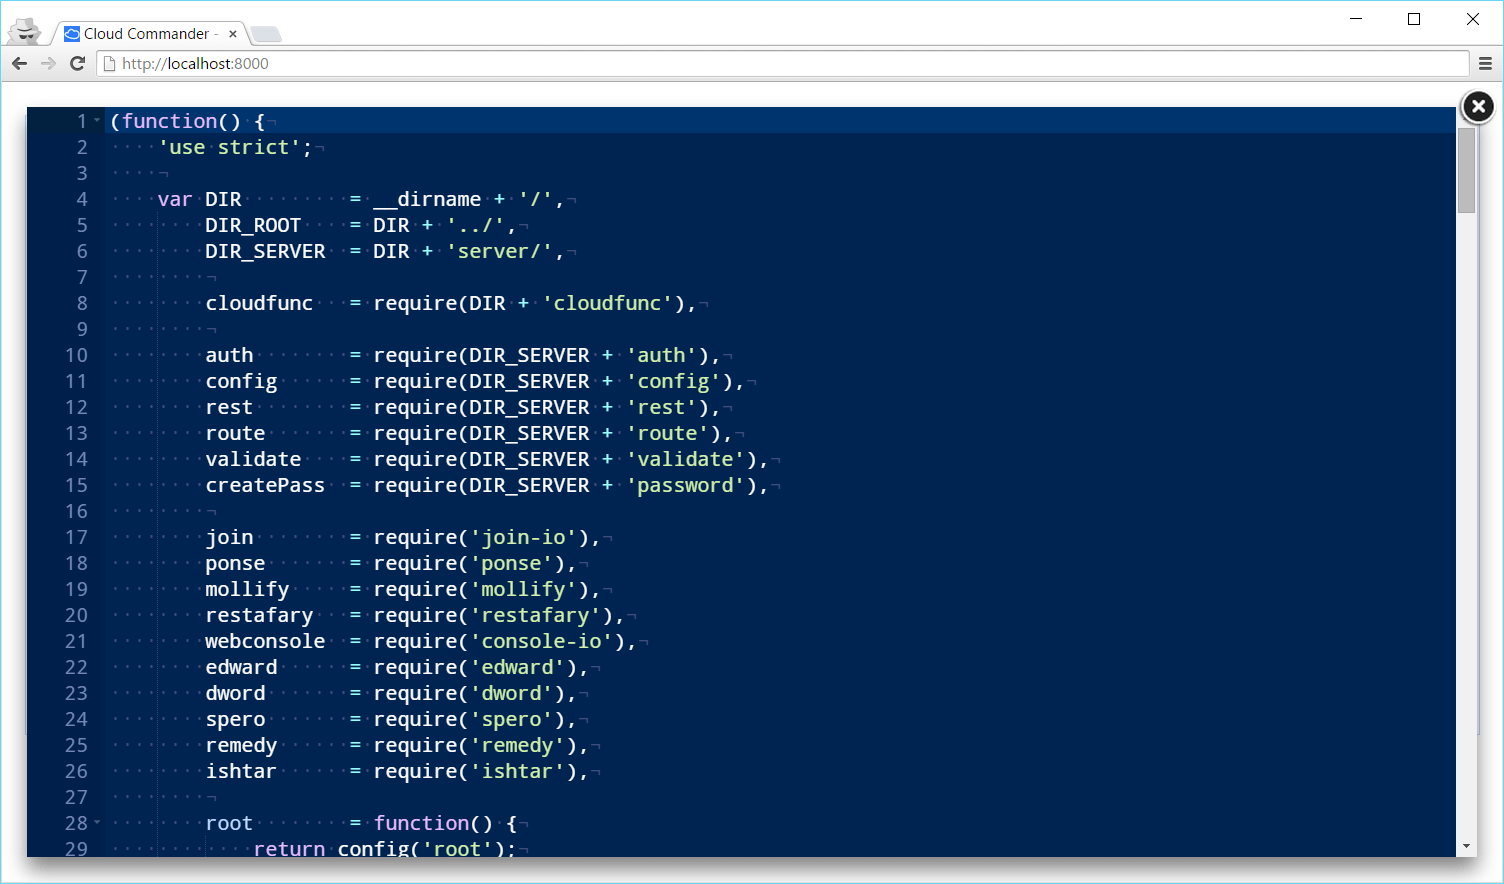 Cloud Commander -
http://localhost:8000
1 (function() {
2     'use strict';
3
4     var DIR         = __dirname + '/',
5         DIR_ROOT    = DIR + '../',
6         DIR_SERVER  = DIR + 'server/',
7
8         cloudfunc   = require(DIR + 'cloudfunc'),
9
10         auth        = require(DIR_SERVER + 'auth'),
11         config      = require(DIR_SERVER + 'config'),
12         rest        = require(DIR_SERVER + 'rest'),
13         route       = require(DIR_SERVER + 'route'),
14         validate    = require(DIR_SERVER + 'validate'),
15         createPass  = require(DIR_SERVER + 'password'),
16
17         join        = require('join-io'),
18         ponse       = require('ponse'),
19         mollify     = require('mollify'),
20         restafary   = require('restafary'),
21         webconsole  = require('console-io'),
22         edward      = require('edward'),
23         dword       = require('dword'),
24         spero       = require('spero'),
25         remedy      = require('remedy'),
26         ishtar      = require('ishtar'),
27
28         root        = function() {
29             return config('root');